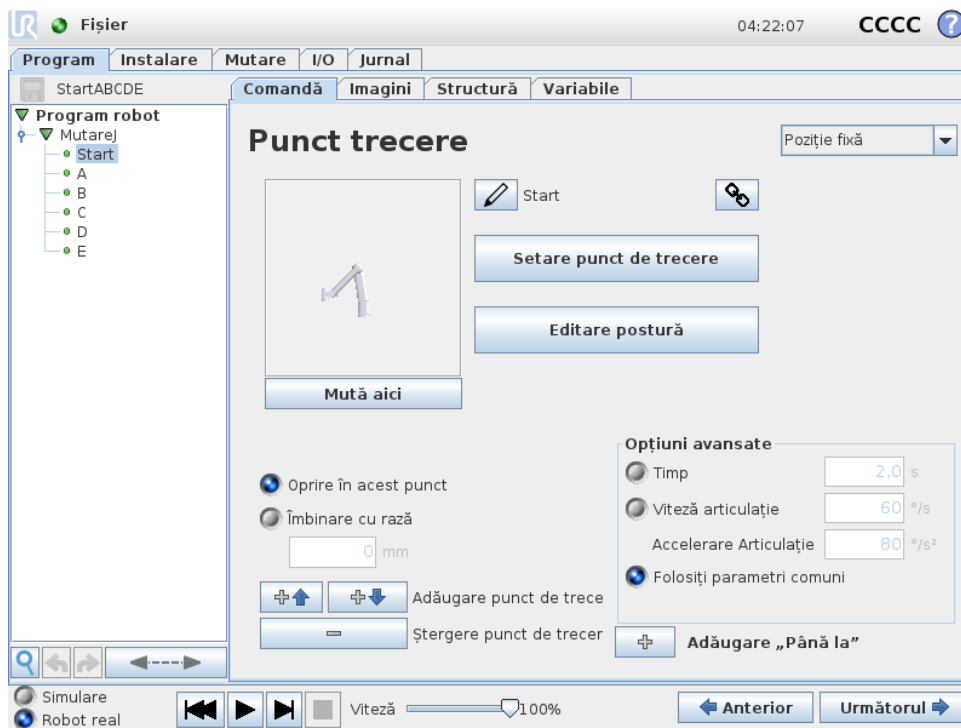 UR Fișier 04:22:07 CCCC ?
Program Instalare Mutare I/O Jurnal
StartABCDE
Comandă Imagini Structură Variabile
Program robot
MutareJ
Start
A
B
C
D
E
Punct trecere
Poziție fixă
Start
Setare punct de trecere
Editare postură
Mută aici
Oprire în acest punct
Îmbinare cu rază
0 mm
Adăugare punct de trece
Ștergere punct de trecer
Opțiuni avansate
Timp 2,0 s
Viteză articulație 60 °/s
Accelerare Articulație 80 °/s²
Folosiți parametri comuni
Adăugare „Până la”
Simulare
Robot real
Viteză 100%
Anterior Următorul